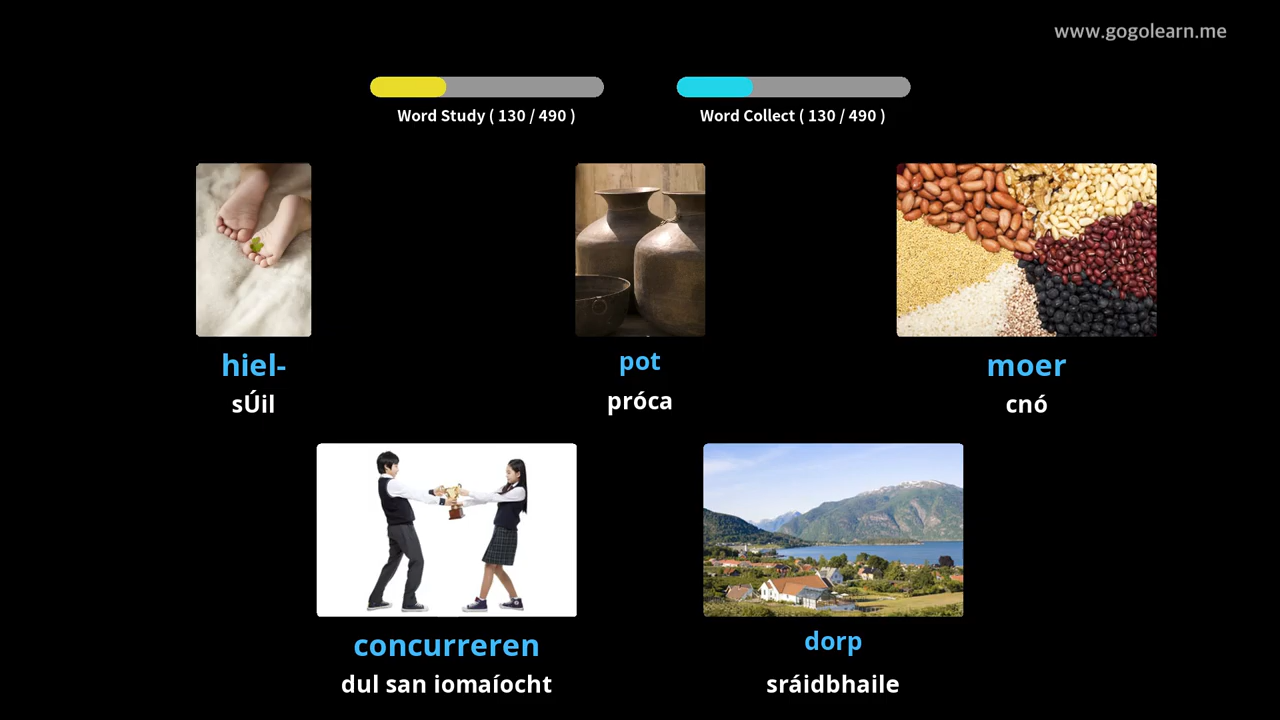 www.gogolearn.me
Word Study ( 130 / 490 )
Word Collect ( 130 / 490 )
hiel-
sÚil
pot
próca
moer
cnó
concurreren
dul san iomaíocht
dorp
sráidbhaile